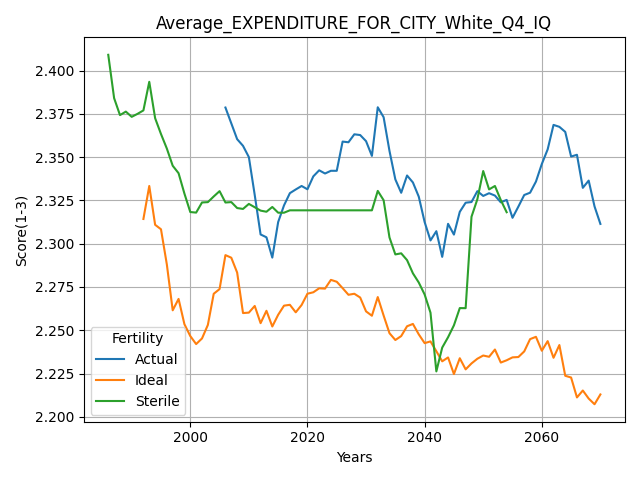 Average_EXPENDITURE_FOR_CITY_White_Q4_IQ
Score(1-3)
2.400
2.375
2.350
2.325
2.300
2.275
2.250
2.225
2.200
Fertility
Actual
Ideal
Sterile
2000 2020 2040 2060
Years